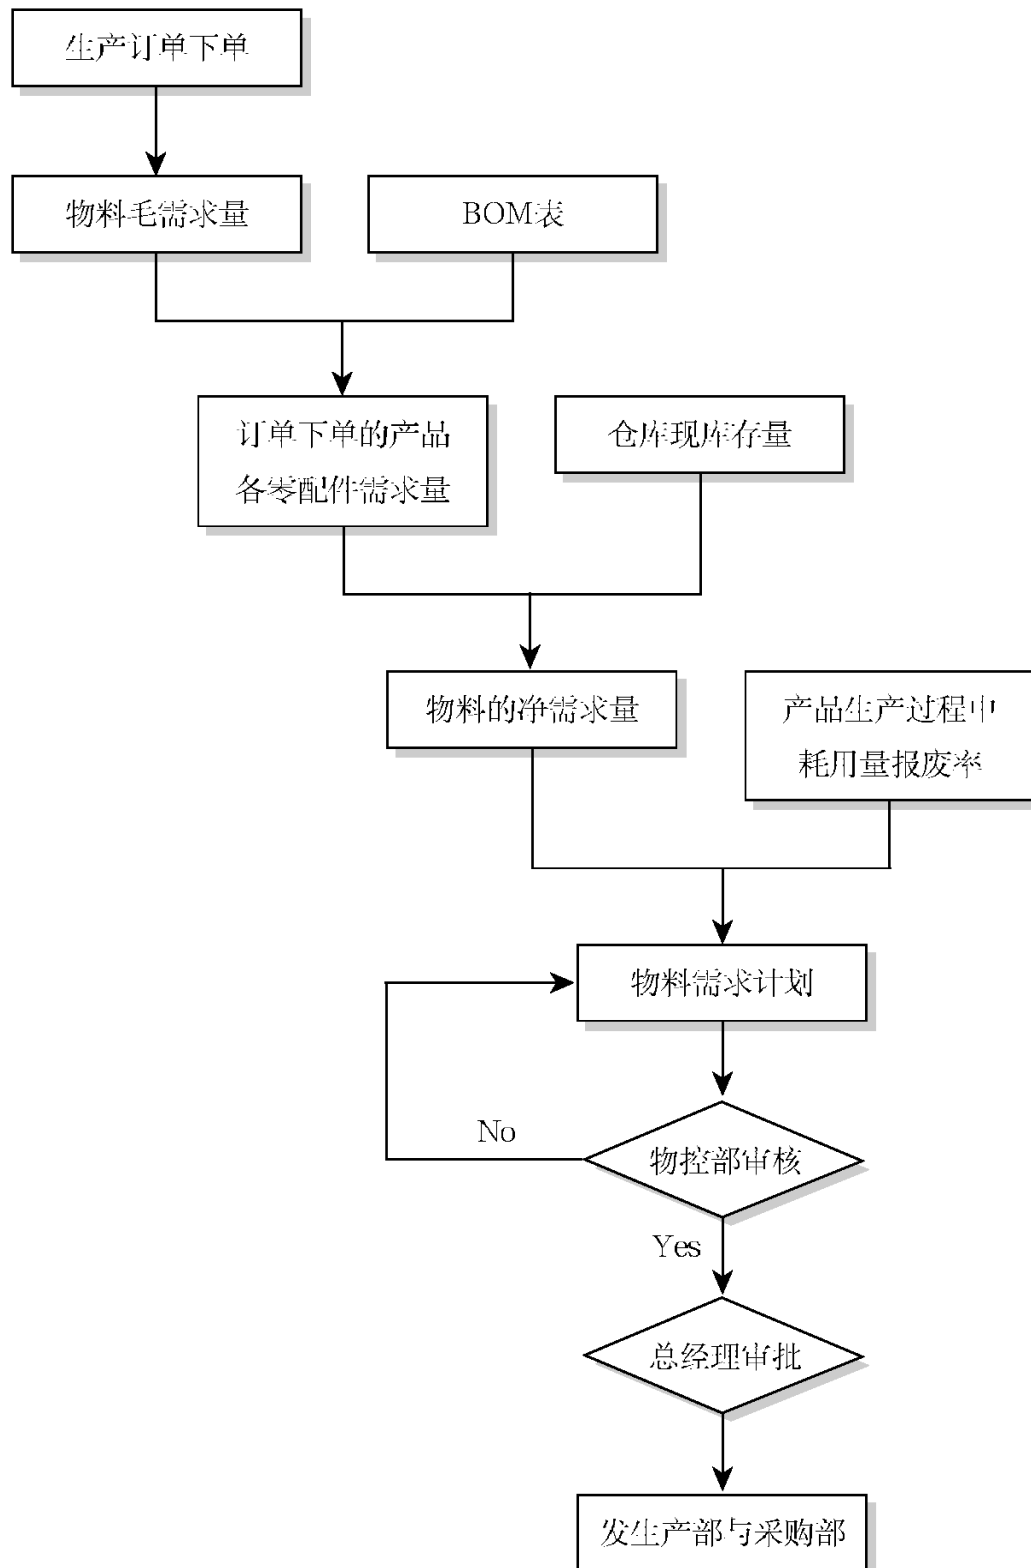 生产订单下单
物料毛需求量
BOM表
订单下单的产品
各零配件需求量
仓库现库存量
物料的净需求量
产品生产过程中
耗用量报废率
物料需求计划
No
物控部审核
Yes
总经理审批
发生产部与采购部